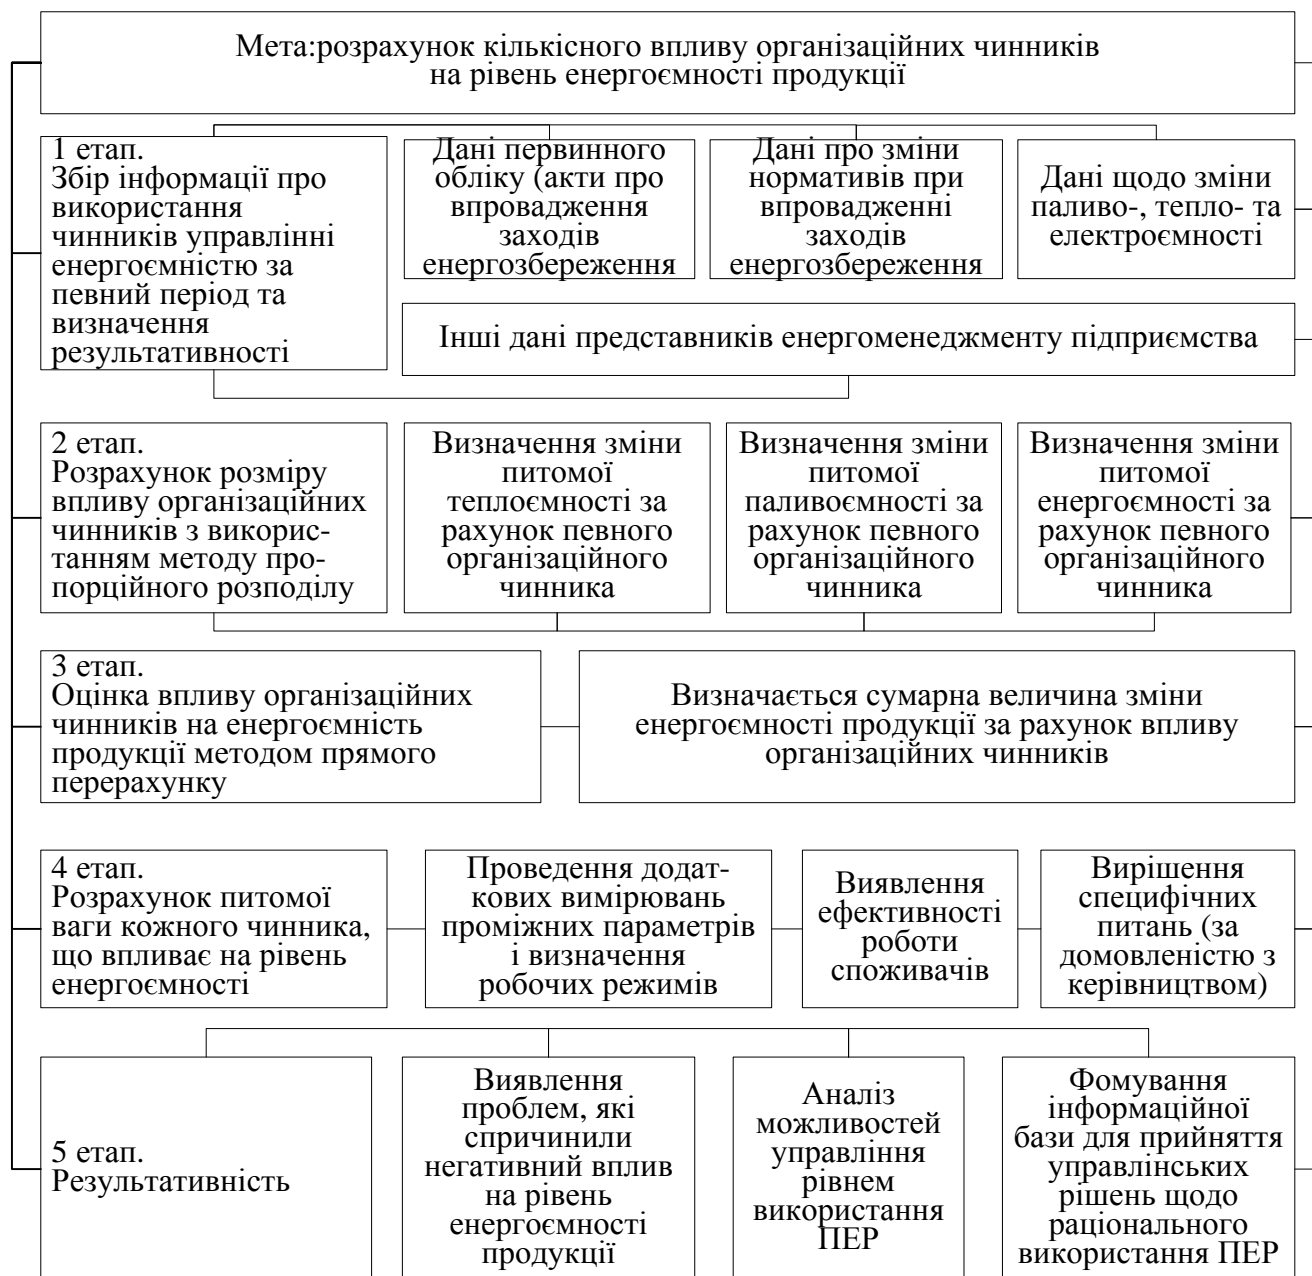 Мета:розрахунок кількісного впливу організаційних чинників
на рівень енергоємності продукції
1 етап.
Збір інформації про
використання
чинників управлінні
енергоємністю за
певний період та
визначення
результативності
Дані первинного
обліку (акти про
впровадження
заходів
енергозбереження
Дані про зміни
нормативів при
впровадженні
заходів
енергозбереження
Дані щодо зміни
паливо-, тепло- та
електроємності
Інші дані представників енергоменеджменту підприємства
2 етап.
Розрахунок розміру
впливу організаційних
чинників з викорис-
танням методу про-
порційного розподілу
Визначення зміни
питомої
теплоємності за
рахунок певного
організаційного
чинника
Визначення зміни
питомої
паливоємності за
рахунок певного
організаційного
чинника
Визначення зміни
питомої
енергоємності за
рахунок певного
організаційного
чинника
3 етап.
Оцінка впливу організаційних
чинників на енергоємність
продукції методом прямого
перерахунку
Визначається сумарна величина зміни
енергоємності продукції за рахунок впливу
організаційних чинників
4 етап.
Розрахунок питомої
ваги кожного чинника,
що впливає на рівень
енергоємності
Проведення додат-
кових вимірювань
проміжних параметрів
і визначення
робочих режимів
Виявлення
ефективності
роботи
споживачів
Вирішення
специфічних
питань (за
домовленістю з
керівництвом)
5 етап.
Результативність
Виявлення
проблем, які
спричинили
негативний вплив
на рівень
енергоємності
продукції
Аналіз
можливостей
управління
рівнем
використання
ПЕР
Фомування
інформаційної
бази для прийняття
управлінських
рішень щодо
раціонального
використання ПЕР